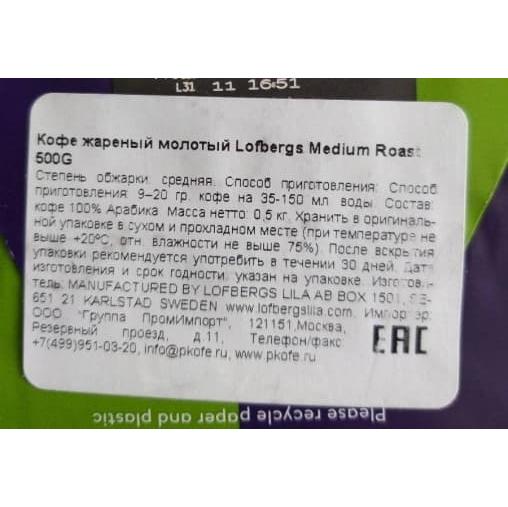 L31 11 16:51
Кофе жареный молотый Lofbergs Medium Roast
500G
Степень обжарки: средняя. Способ приготовления: Способ
приготовления: 9–20 гр. кофе на 35-150 мл воды. Состав:
кофе 100% Арабика. Масса нетто: 0,5 кг. Хранить в оригиналь-
ной упаковке в сухом и прохладном месте (при температуре не
выше +20°C, отн. влажности не выше 75%). После вскрытия
упаковки рекомендуется употребить в течении 30 дней. Дата
изготовления и срок годности: указан на упаковке. Изготови-
тель: MANUFACTURED BY LOFBERGS LILA AB BOX 1501, SE-
651 21 KARLSTAD SWEDEN www.lofbergslila.com. Импортер:
ООО "Группа ПромИмпорт", 121151,Москва,
Резервный проезд, д.11, Телефон/факс:
+7(499)951-03-20, info@pkofe.ru, www.pkofe.ru
EAC
Please recycle paper and plastic